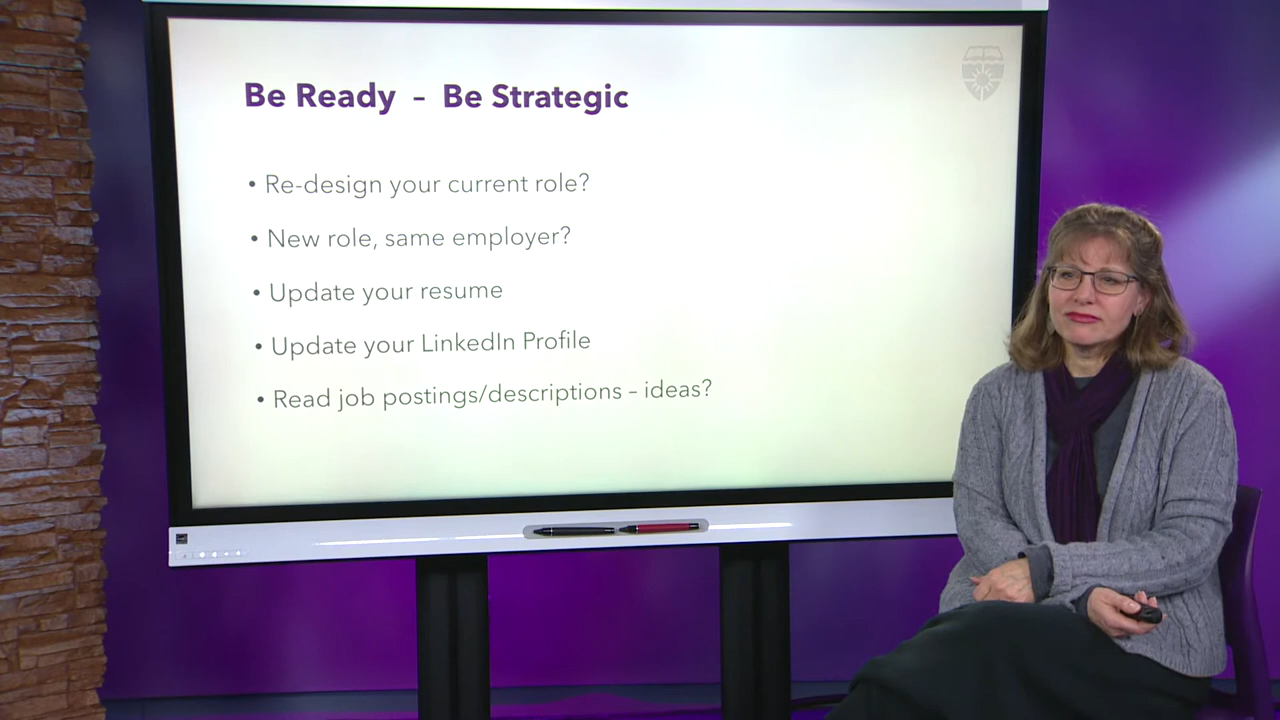 Be Ready – Be Strategic
• Re-design your current role?
• New role, same employer?
• Update your resume
• Update your LinkedIn Profile
• Read job postings/descriptions – ideas?